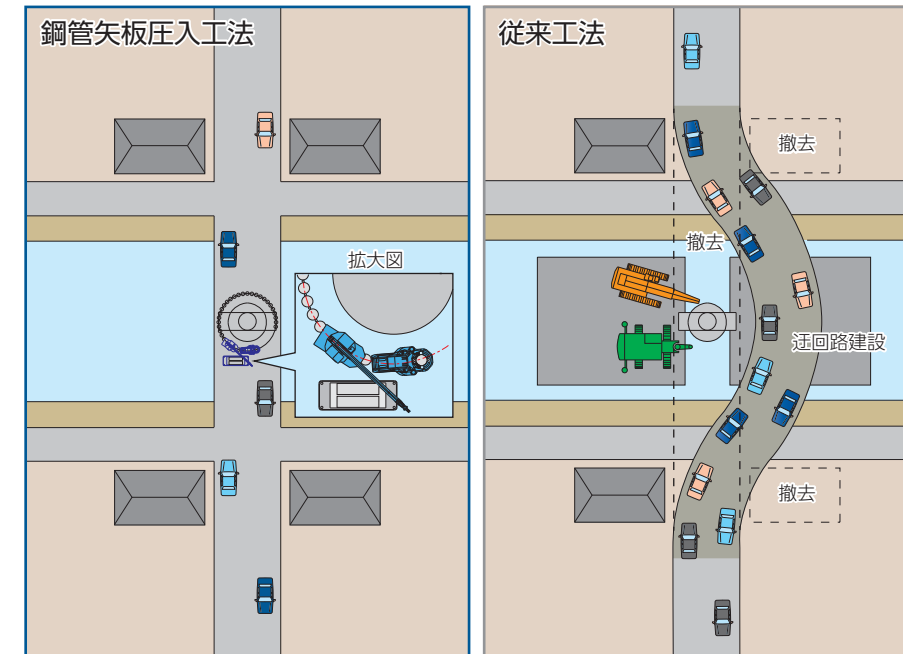 鋼管矢板圧入工法
拡大図
従来工法
撤去
撤去
迂回路建設
撤去